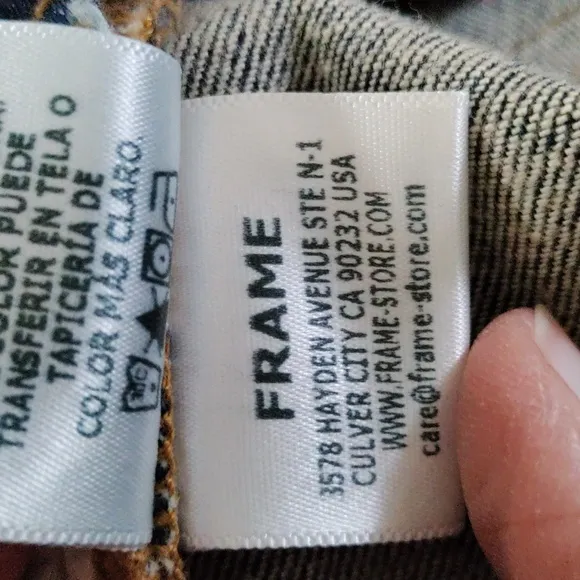 COLOR PUEDE
TRANSFERIR EN TELA O
TAPICERÍA DE
COLOR MÁS CLARO.
FRAME
3578 HAYDEN AVENUE STE N-1
CULVER CITY CA 90232 USA
WWW.FRAME-STORE.COM
care@frame-store.com